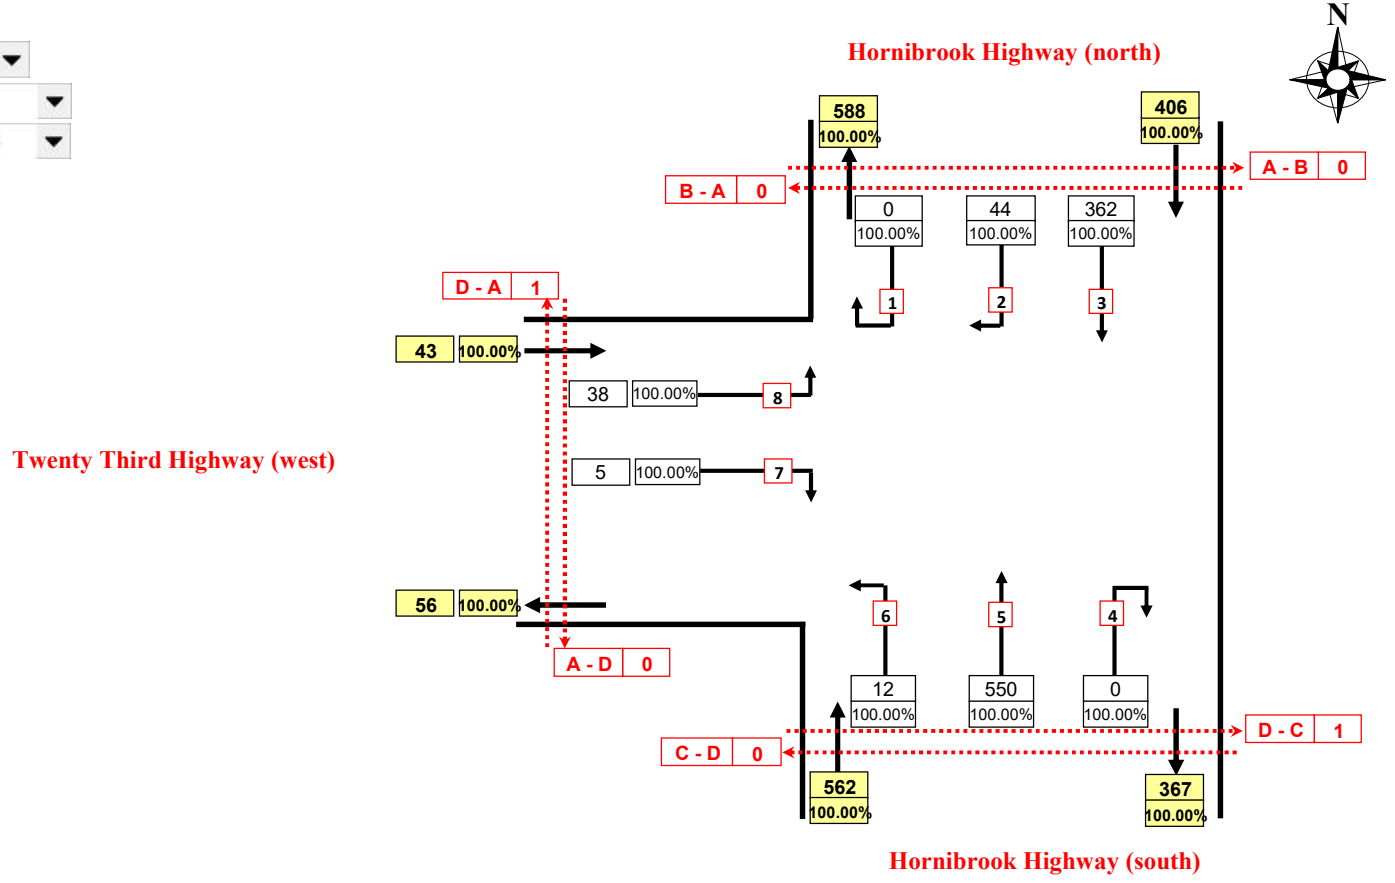 N
Hornibrook Highway (north)
588
100.00%
406
100.00%
A - B 0
B - A 0
0
100.00%
44
100.00%
362
100.00%
1
2
3
D - A 1
43 100.00%
38 100.00% 8
Twenty Third Highway (west)
5 100.00% 7
56 100.00%
6
5
4
A - D 0
12
100.00%
550
100.00%
0
100.00%
D - C 1
C - D 0
562
100.00%
367
100.00%
Hornibrook Highway (south)